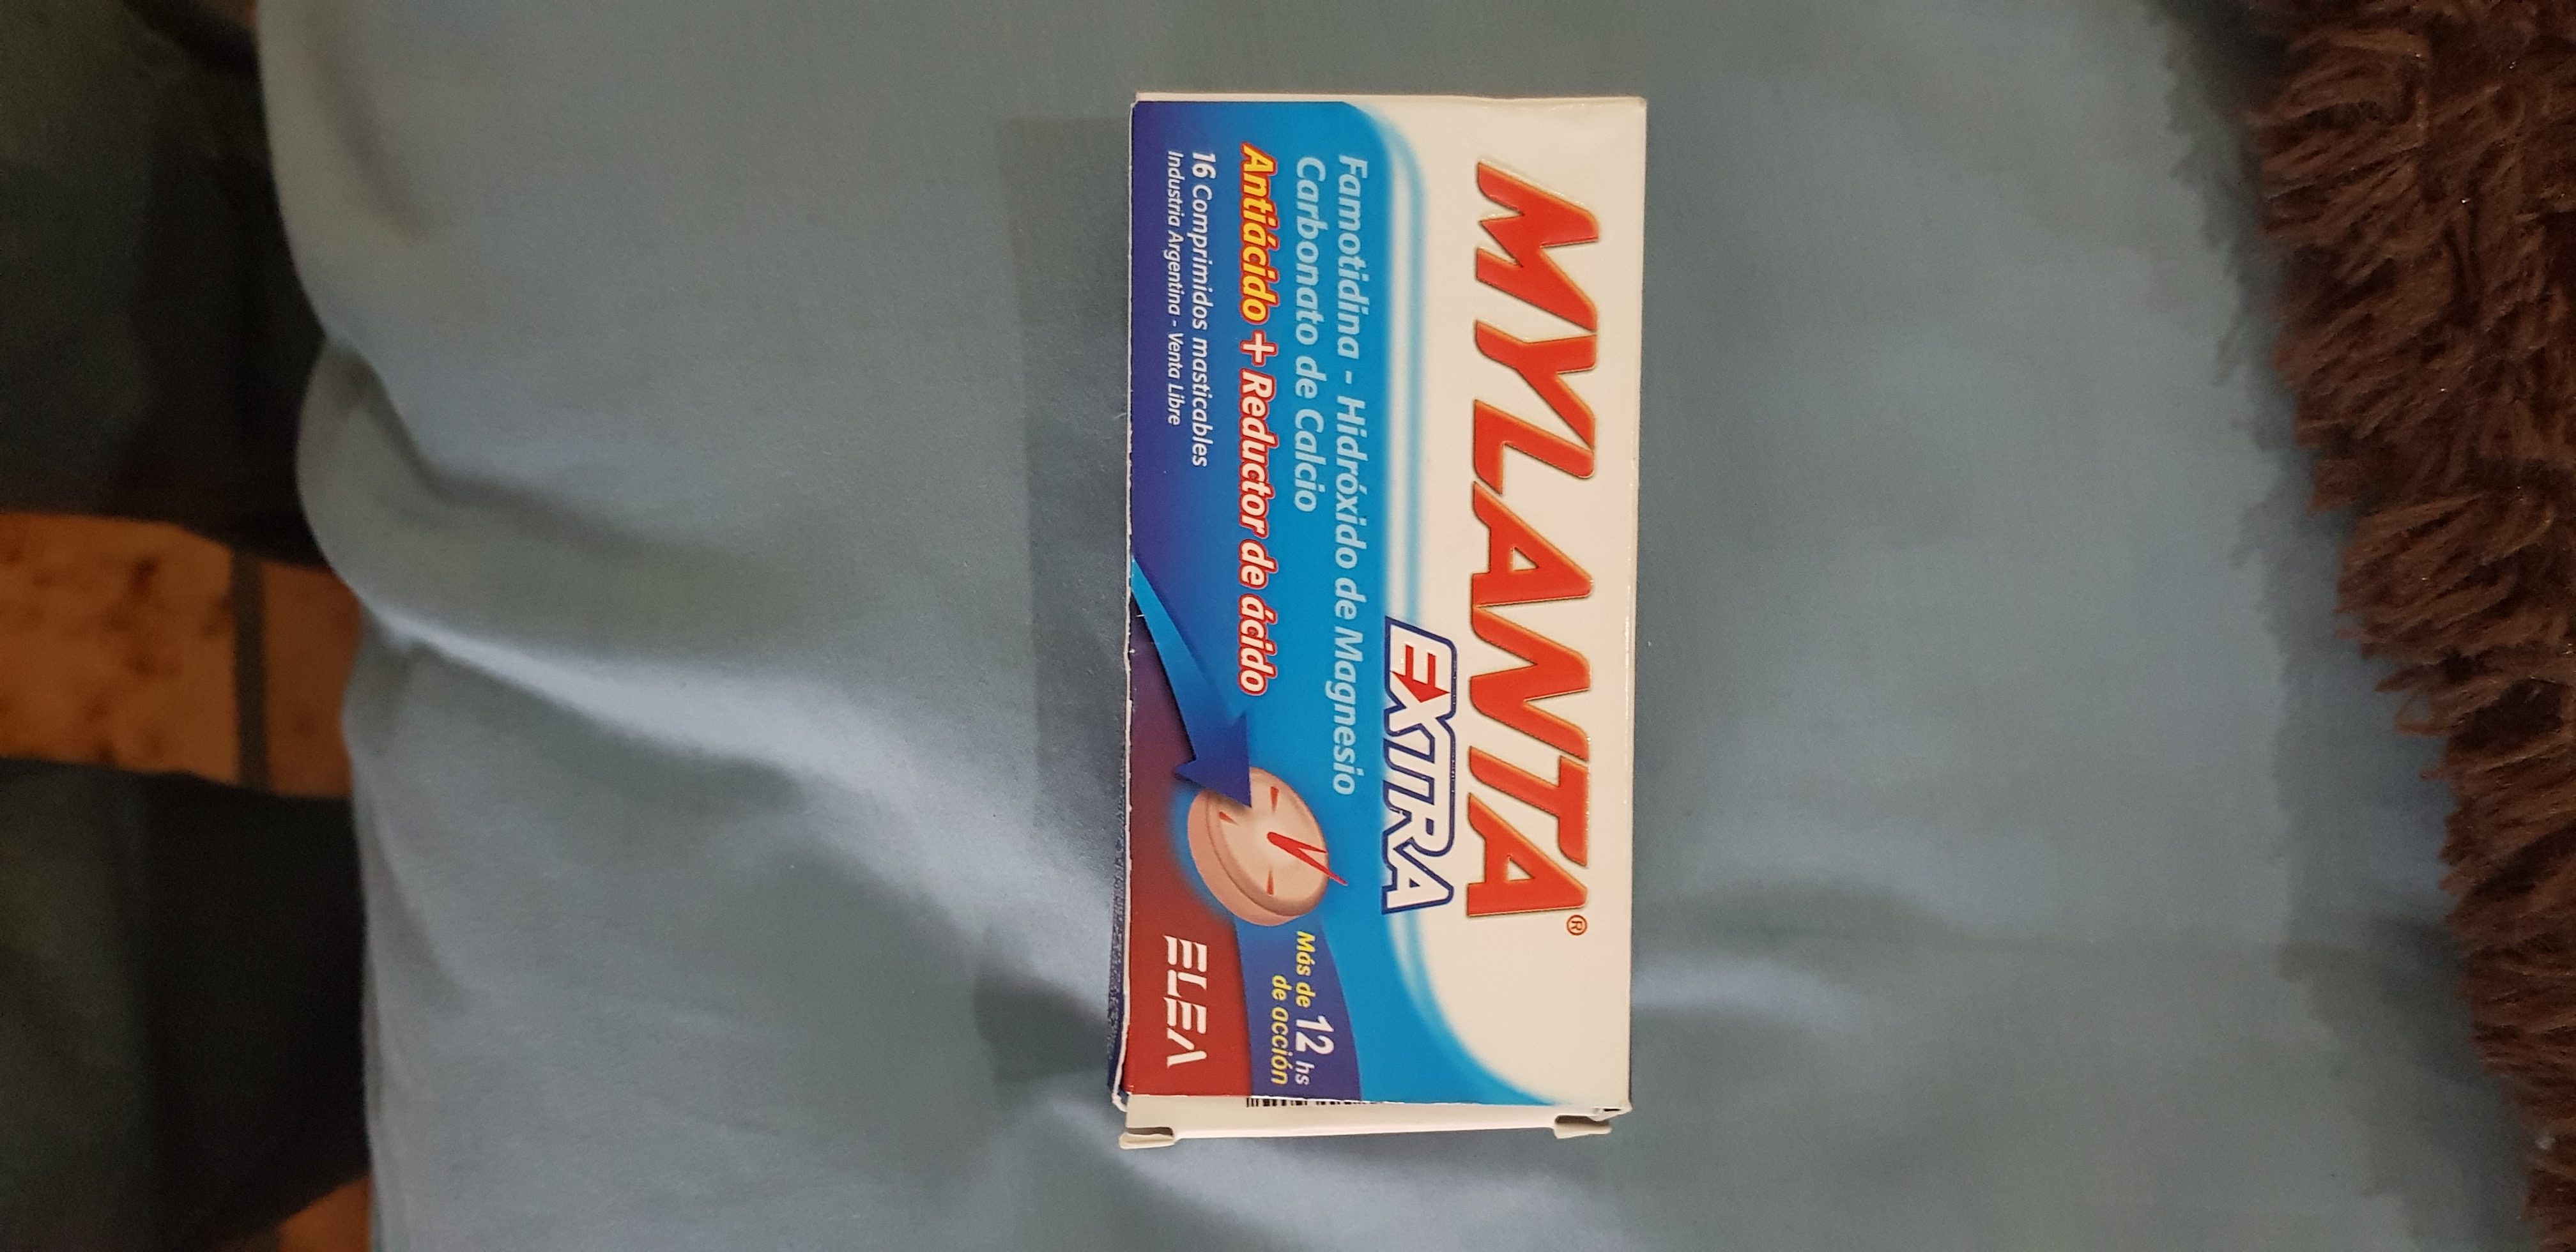 MYLANTA®
EXTRA
Famotidina - Hidróxido de Magnesio
Carbonato de Calcio
Antiácido + Reductor de ácido
16 Comprimidos masticables
Industria Argentina - Venta Libre
Más de 12 hs
de acción
ELEA